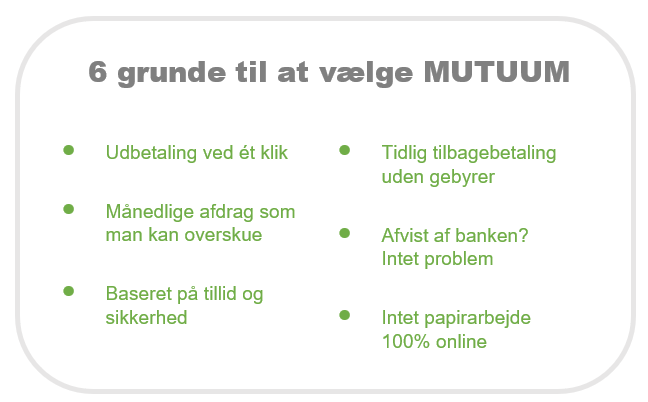 6 grunde til at vælge MUTUUM
Udbetaling ved ét klik
Månedlige afdrag som
man kan overskue
Baseret på tillid og
sikkerhed
Tidlig tilbagebetaling
uden gebyrer
Afvist af banken?
Intet problem
Intet papirarbejde
100% online